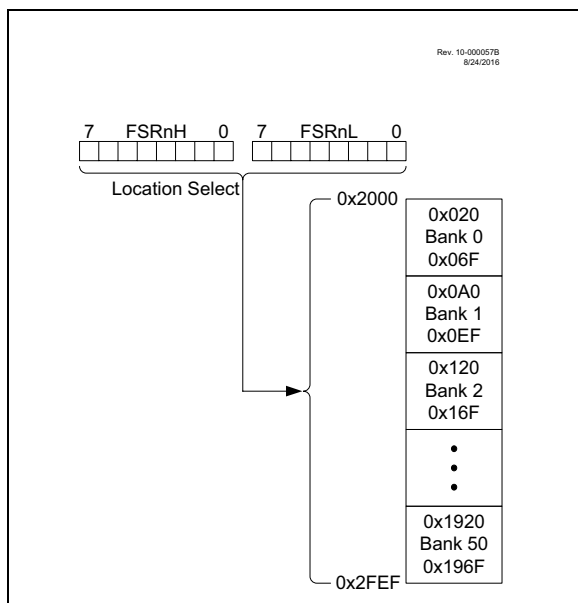 Rev. 10-000057B
8/24/2016
7 FSRnH 0 7 FSRnL 0
Location Select
0x2000
0x020
Bank 0
0x06F
0x0A0
Bank 1
0x0EF
0x120
Bank 2
0x16F
0x1920
Bank 50
0x196F
0x2FEF